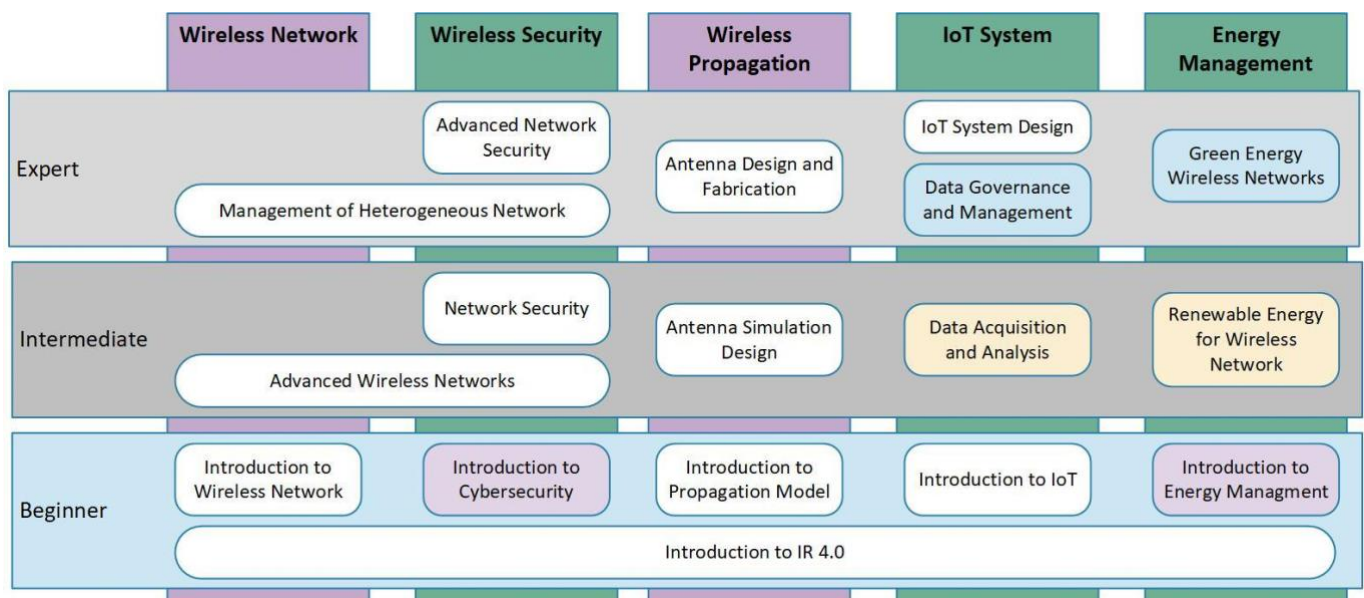 Wireless Network
Wireless Security
Wireless
Propagation
IoT System
Energy
Management
Expert
Advanced Network
Security
Management of Heterogeneous Network
Antenna Design and
Fabrication
IoT System Design
Data Governance
and Management
Green Energy
Wireless Networks
Intermediate
Network Security
Advanced Wireless Networks
Antenna Simulation
Design
Data Acquisition
and Analysis
Renewable Energy
for Wireless
Network
Beginner
Introduction to
Wireless Network
Introduction to
Cybersecurity
Introduction to
Propagation Model
Introduction to IoT
Introduction to
Energy Managment
Introduction to IR 4.0